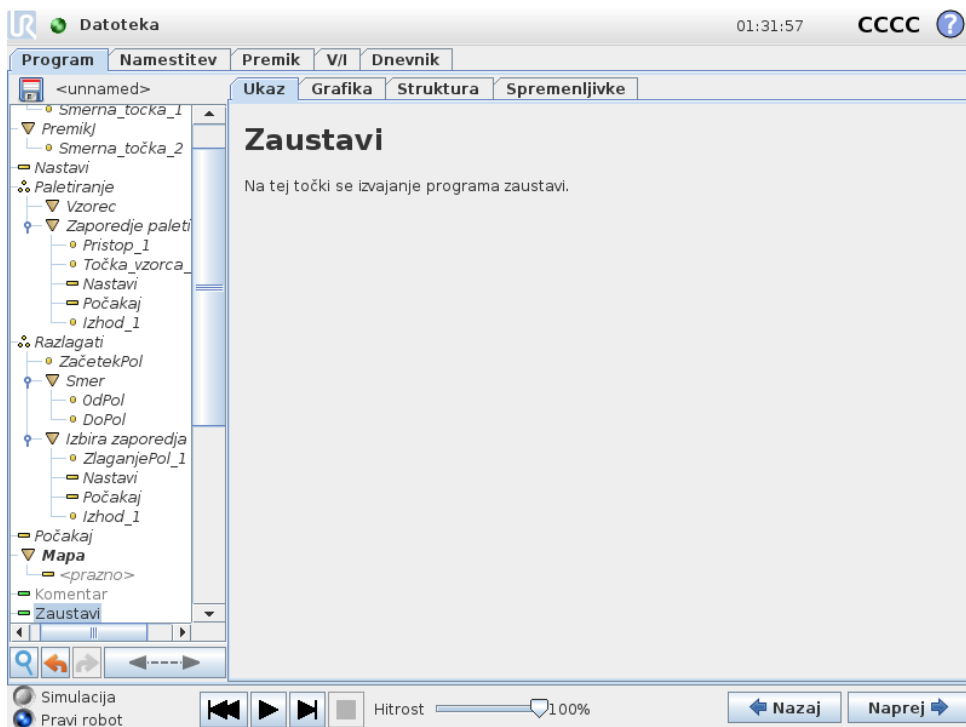 UR Datoteka 01:31:57 CCCC ?
Program Namestitev Premik V/I Dnevnik
<unnamed>
Ukaz Grafika Struktura Spremenljivke
Smerna_točka_1
PremikJ
Smerna_točka_2
Nastavi
Paletiranje
Vzorec
Zaporedje paleti
Pristop_1
Točka_vzorca_
Nastavi
Počakaj
Izhod_1
Razlagati
ZačetekPol
Smer
OdPol
DoPol
Izbira zaporedja
ZlaganjePol_1
Nastavi
Počakaj
Izhod_1
Počakaj
Mapa
<prazno>
Komentar
Zaustavi
Zaustavi
Na tej točki se izvajanje programa zaustavi.
Simulacija
Pravi robot
Hitrost 100%
Nazaj Naprej